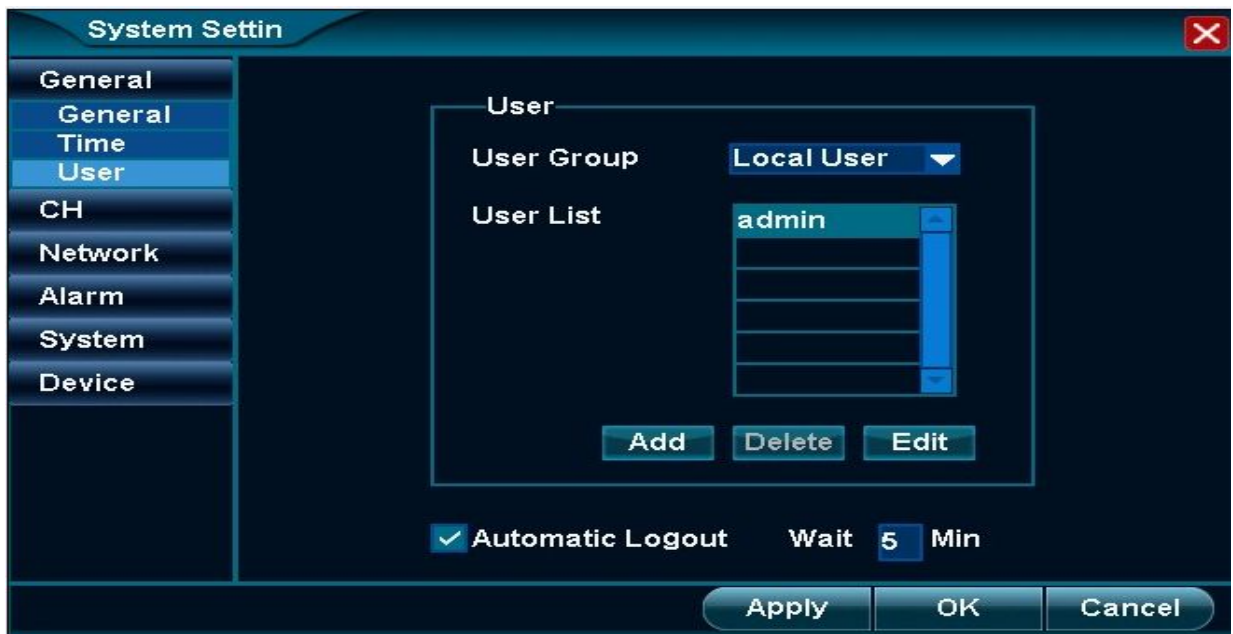 System Settin
General
General
Time
User
CH
Network
Alarm
System
Device
User
User Group Local User
User List admin
Add Delete Edit
Automatic Logout Wait 5 Min
Apply OK Cancel